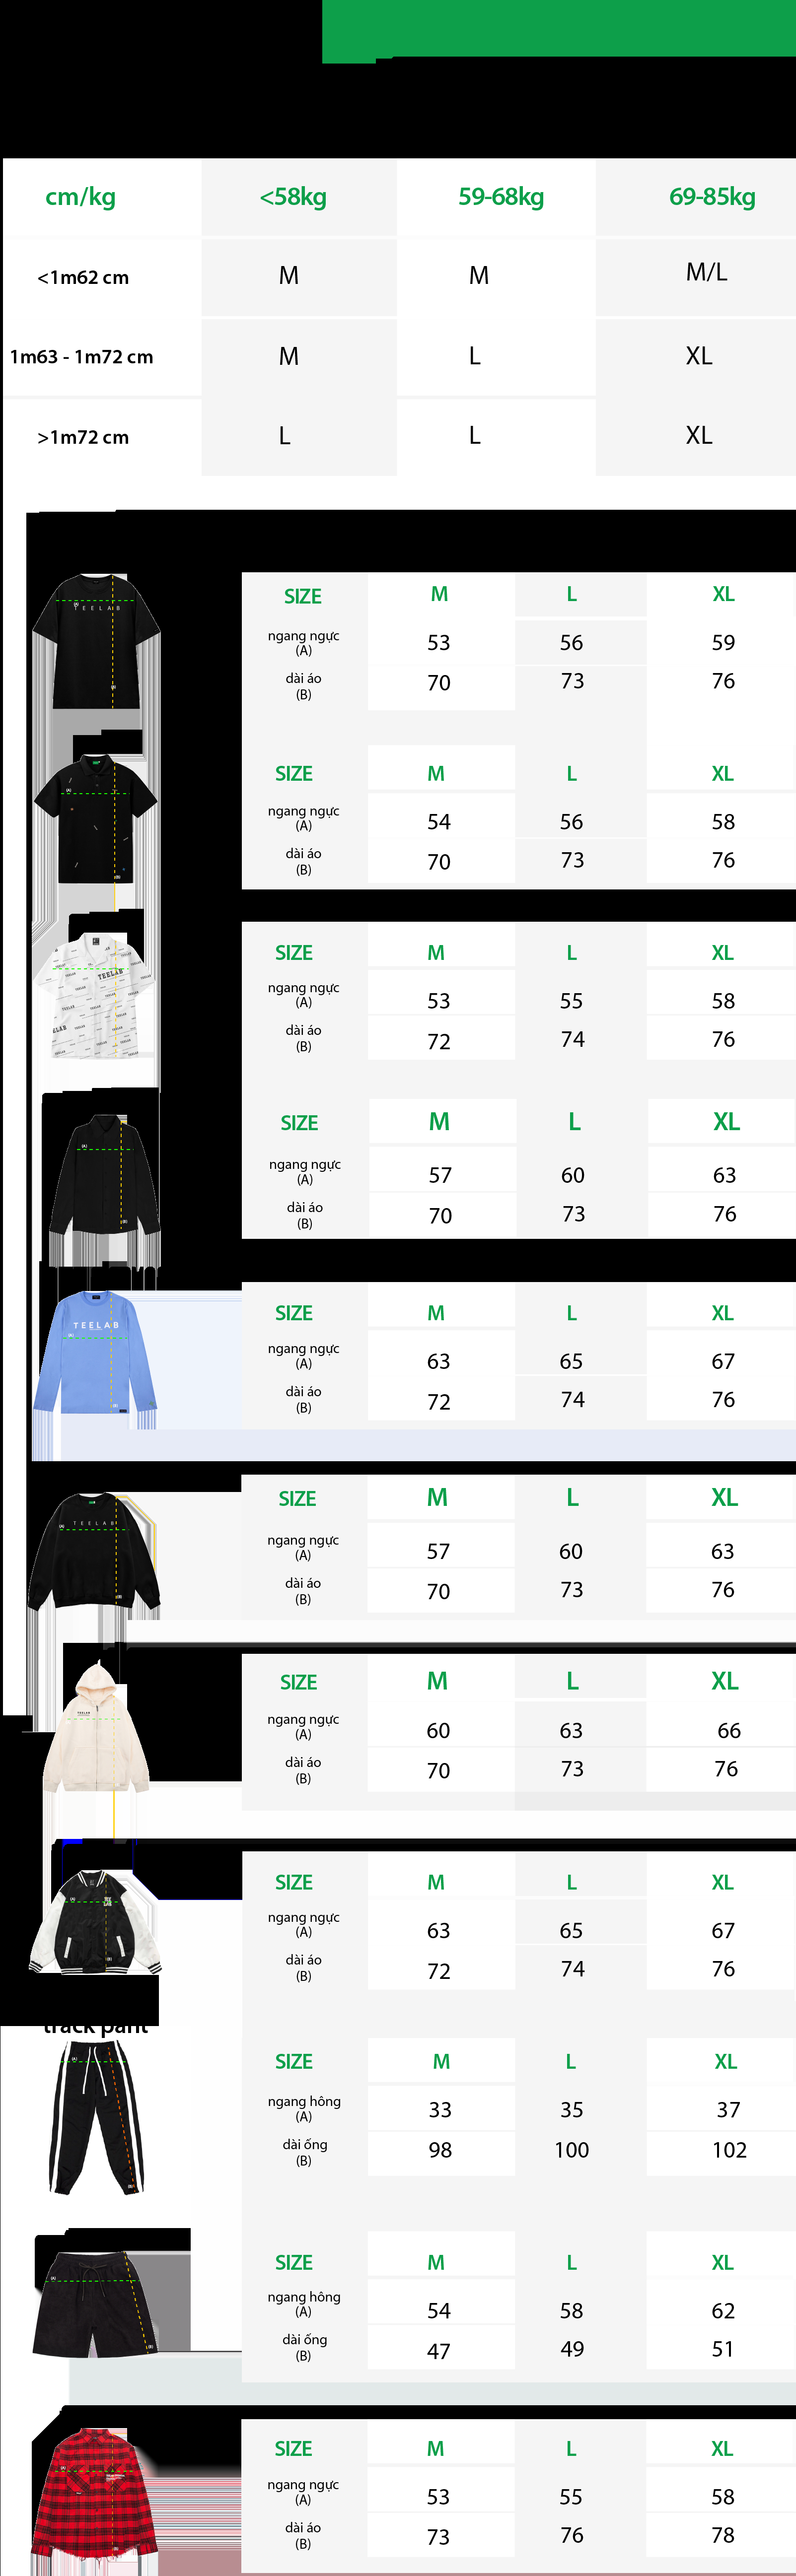 cm/kg <58kg 59-68kg 69-85kg
<1m62 cm M M M/L
1m63 - 1m72 cm M L XL
>1m72 cm L L XL
SIZE M L XL
ngang ngực (A) 53 56 59
dài áo (B) 70 73 76
TEELAB
(A)
(B)
SIZE M L XL
ngang ngực (A) 54 56 58
dài áo (B) 70 73 76
(A)
(B)
SIZE M L XL
ngang ngực (A) 53 55 58
dài áo (B) 72 74 76
TEELAB
SIZE M L XL
ngang ngực (A) 57 60 63
dài áo (B) 70 73 76
(A)
(B)
SIZE M L XL
ngang ngực (A) 63 65 67
dài áo (B) 72 74 76
TEELAB
(A)
(B)
SIZE M L XL
ngang ngực (A) 57 60 63
dài áo (B) 70 73 76
TEELAB
(A)
(B)
SIZE M L XL
ngang ngực (A) 60 63 66
dài áo (B) 70 73 76
TEELAB
SIZE M L XL
ngang ngực (A) 63 65 67
dài áo (B) 72 74 76
(A)
TEE
LAB
(B)
track pant
SIZE M L XL
ngang hông (A) 33 35 37
dài ống (B) 98 100 102
(A)
(B)
SIZE M L XL
ngang hông (A) 54 58 62
dài ống (B) 47 49 51
(A)
(B)
SIZE M L XL
ngang ngực (A) 53 55 58
dài áo (B) 73 76 78
(A)
(B)